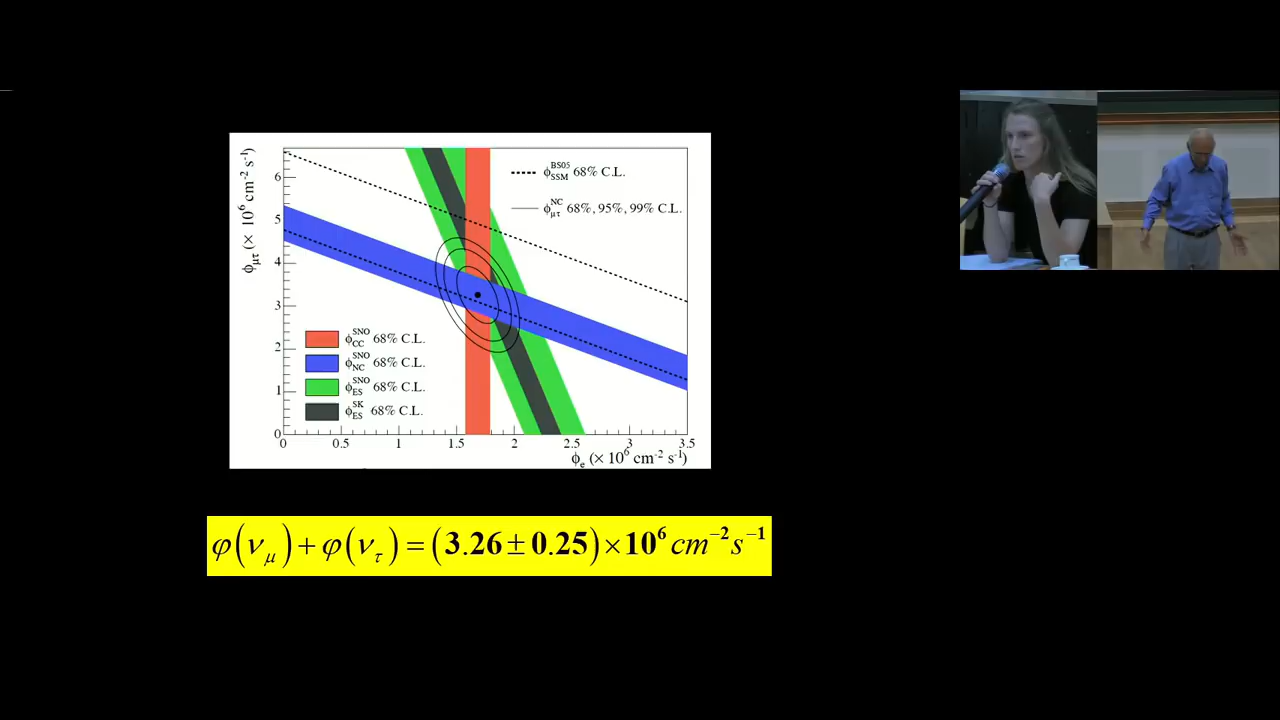 ϕ_μτ (× 10^6 cm^-2 s^-1)
6
5
4
3
2
1
0
ϕ_SSM^BS05 68% C.L.
ϕ_μτ^NC 68%, 95%, 99% C.L.
ϕ_CC^SNO 68% C.L.
ϕ_NC^SNO 68% C.L.
ϕ_ES^SNO 68% C.L.
ϕ_ES^SK 68% C.L.
0 0.5 1 1.5 2 2.5 3 3.5
ϕ_e (× 10^6 cm^-2 s^-1)
φ(ν_μ) + φ(ν_τ) = (3.26 ± 0.25) × 10^6 cm^-2 s^-1